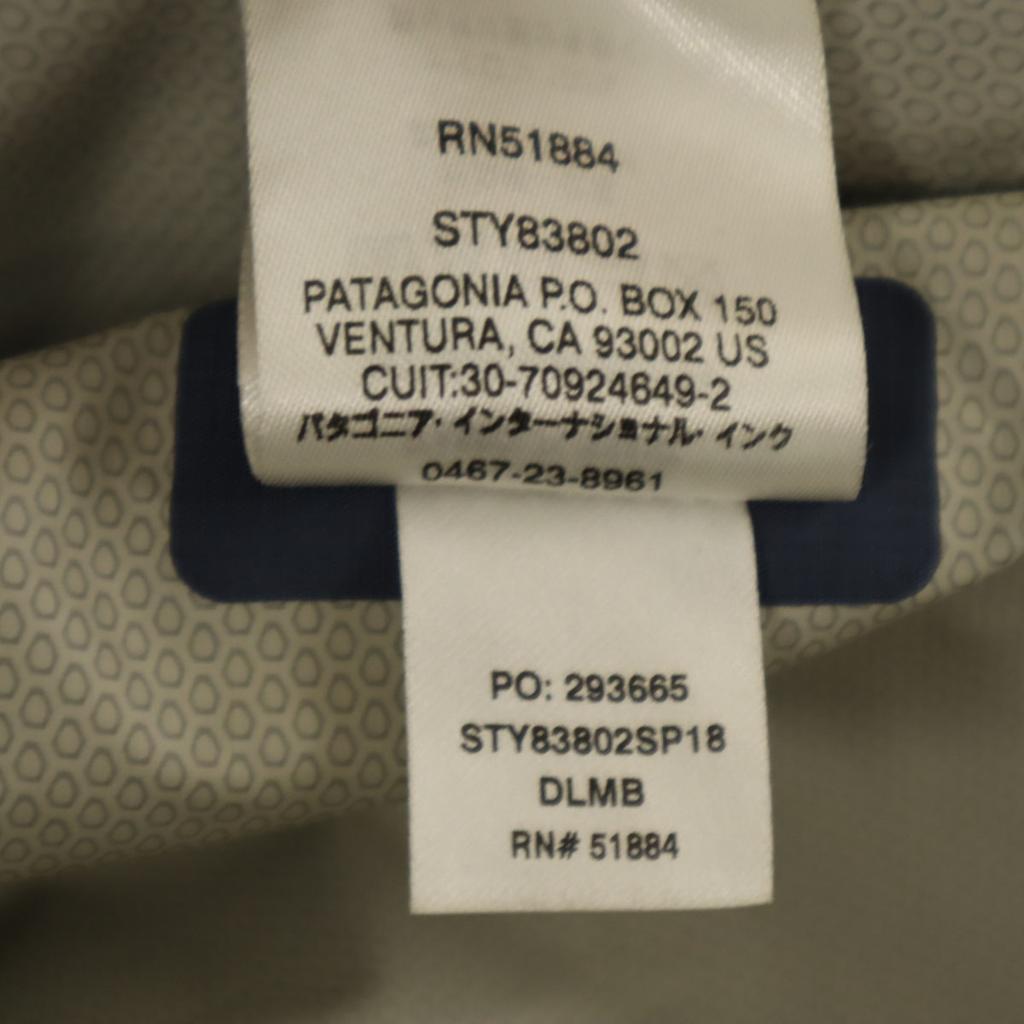 RN51884
STY83802
PATAGONIA P.O. BOX 150
VENTURA, CA 93002 US
CUIT:30-70924649-2
パタゴニア・インターナショナル・インク
0467-23-8961
PO: 293665
STY83802SP18
DLMB
RN# 51884